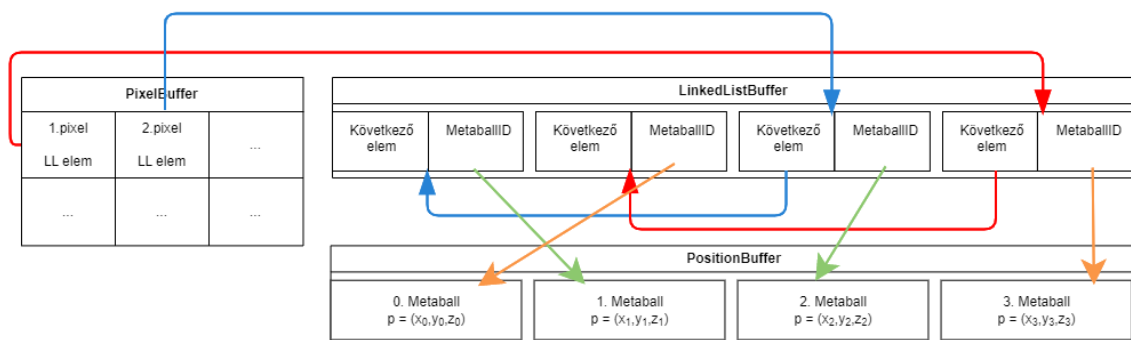 PixelBuffer
1.pixel
LL elem
2.pixel
LL elem
...
...
...
...
LinkedListBuffer
Következő
elem
MetaballID
Következő
elem
MetaballID
Következő
elem
MetaballID
Következő
elem
MetaballID
PositionBuffer
0. Metaball
p = (x₀,y₀,z₀)
1. Metaball
p = (x₁,y₁,z₁)
2. Metaball
p = (x₂,y₂,z₂)
3. Metaball
p = (x₃,y₃,z₃)